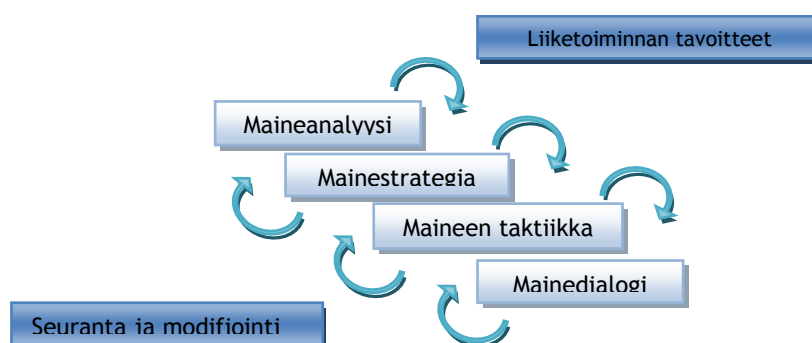 Liiketoiminnan tavoitteet
Maineanalyysi
Mainestrategia
Maineen taktiikka
Mainedialogi
Seuranta ja modifiointi